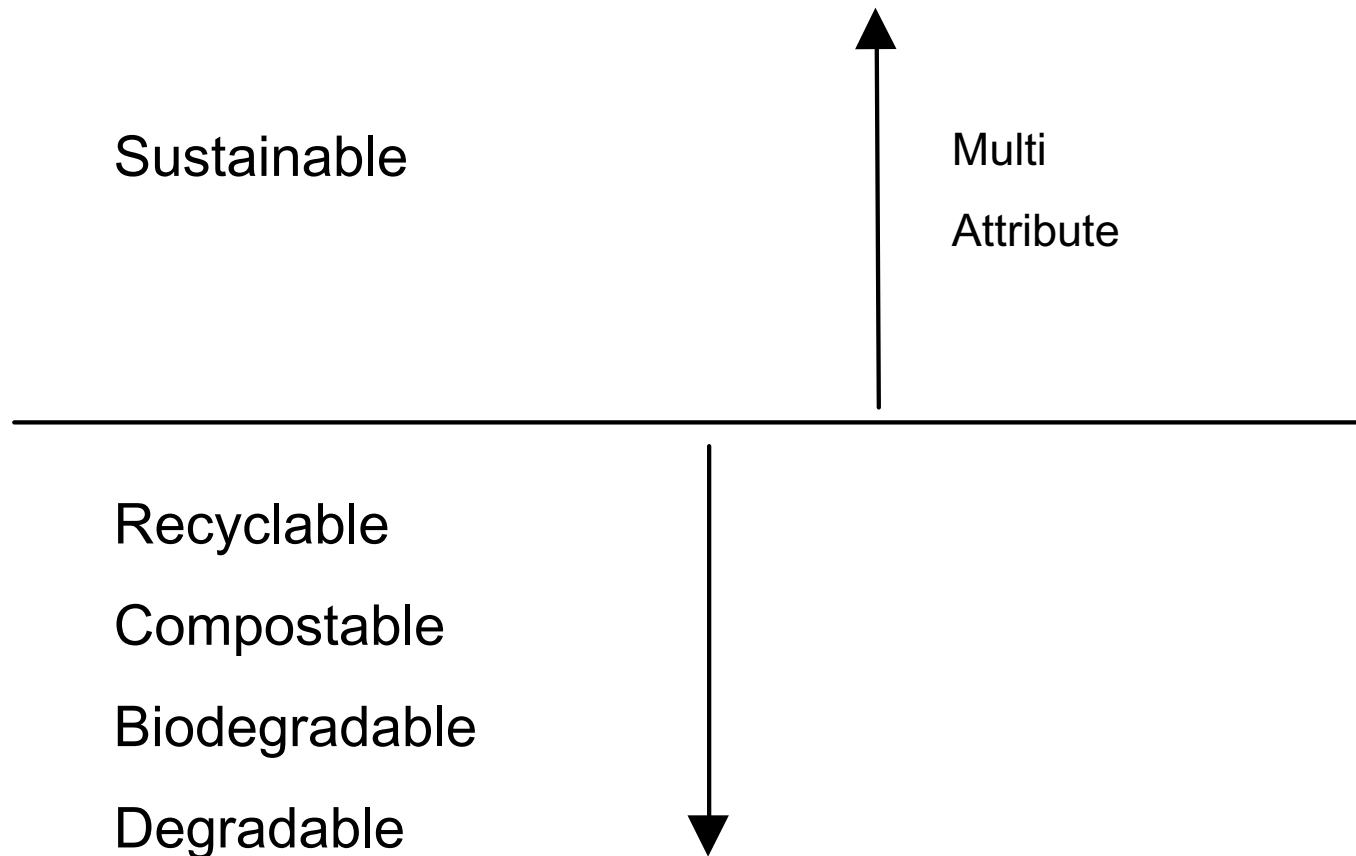 Sustainable
Multi
Attribute
Recyclable
Compostable
Biodegradable
Degradable